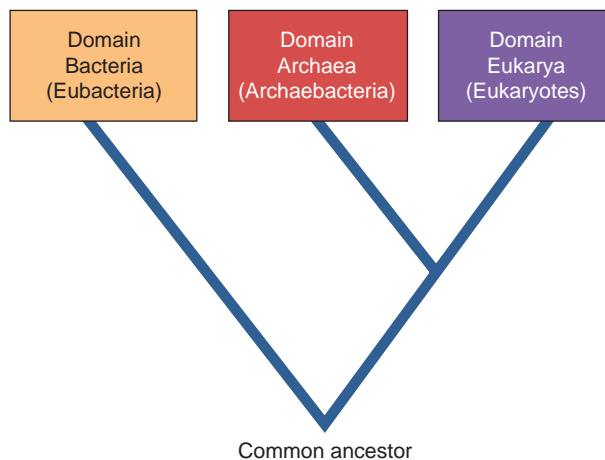 Domain
Bacteria
(Eubacteria)
Domain
Archaea
(Archaebacteria)
Domain
Eukarya
(Eukaryotes)
Common ancestor